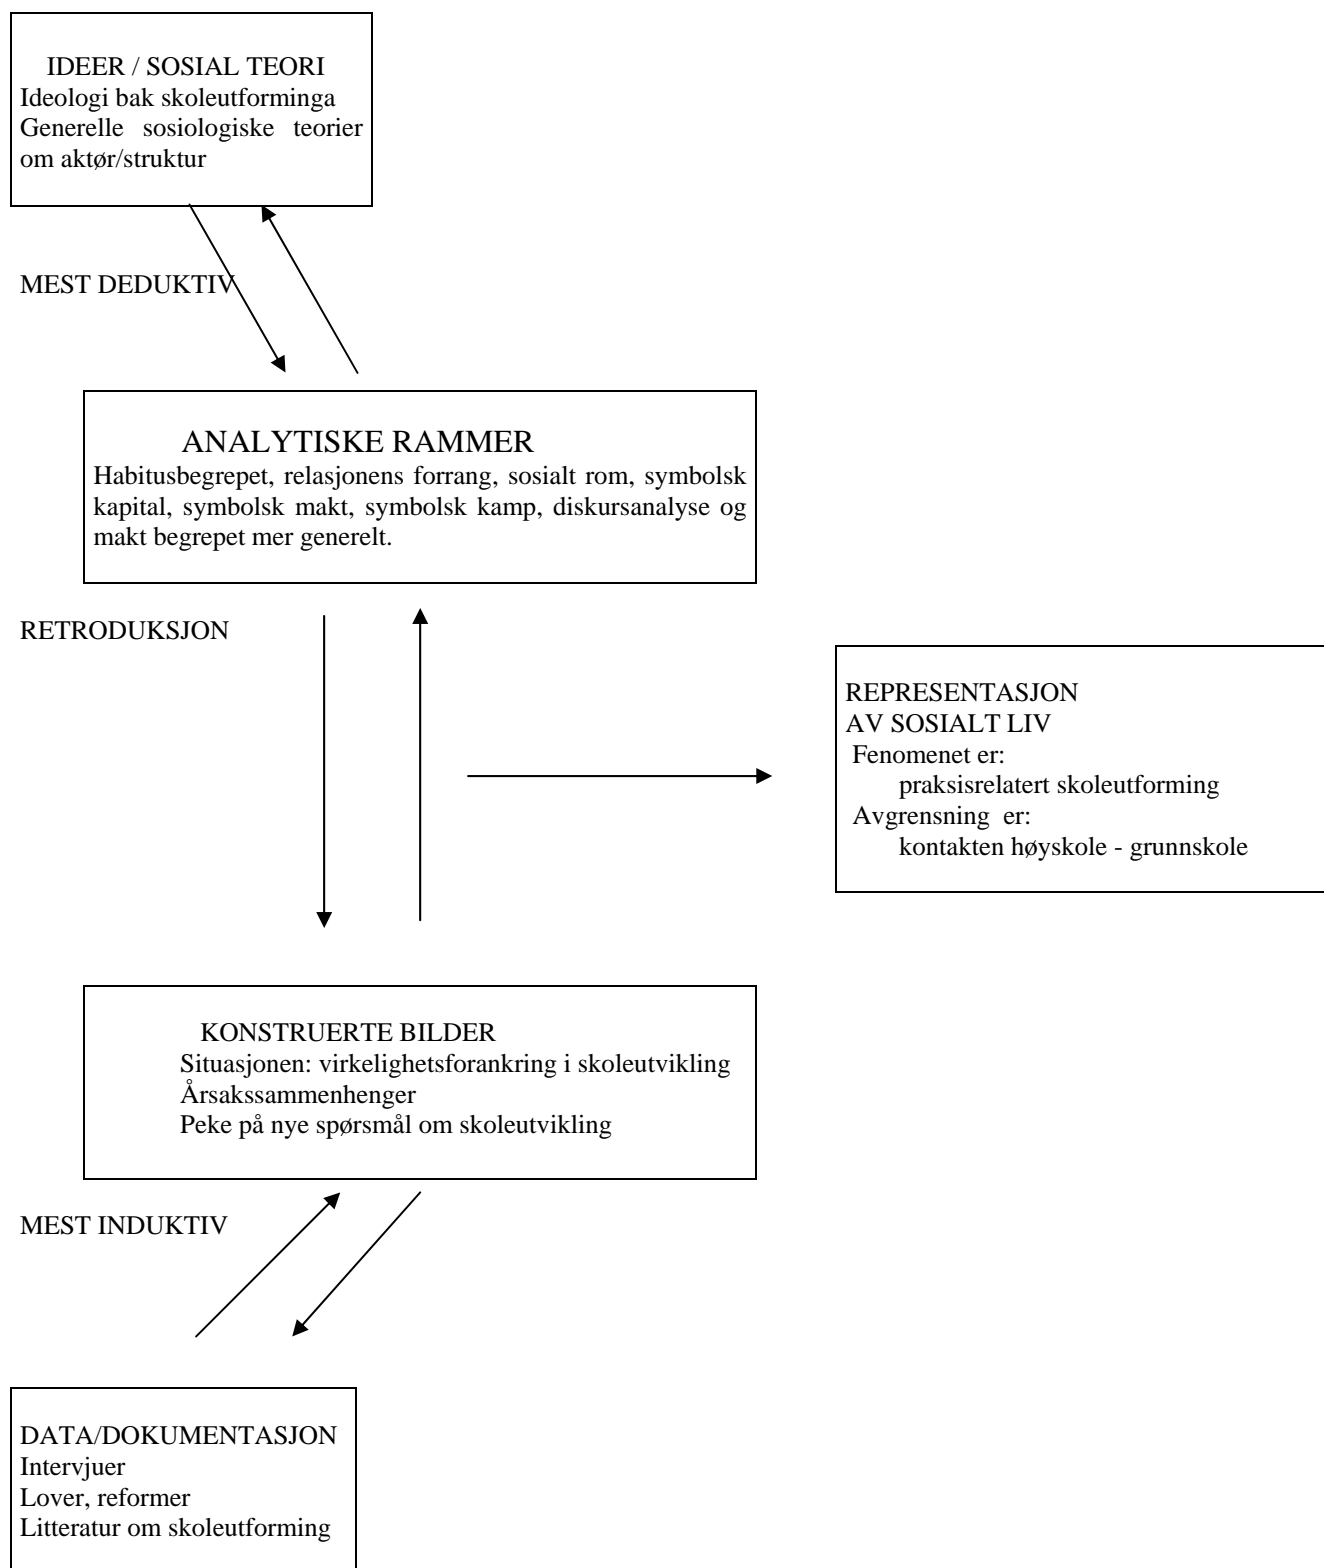 IDEER / SOSIAL TEORI
Ideologi bak skoleutforminga
Generelle sosiologiske teorier
om aktør/struktur
MEST DEDUKTIV
ANALYTISKE RAMMER
Habitusbegrepet, relasjonens forrang, sosialt rom, symbolsk
kapital, symbolsk makt, symbolsk kamp, diskursanalyse og
makt begrepet mer generelt.
RETRODUKSJON
REPRESENTASJON
AV SOSIALT LIV
Fenomenet er:
praksisrelatert skoleutforming
Avgrensning er:
kontakten høyskole - grunnskole
KONSTRUERTE BILDER
Situasjonen: virkelighetsforankring i skoleutvikling
Årsakssammenhenger
Peke på nye spørsmål om skoleutvikling
MEST INDUKTIV
DATA/DOKUMENTASJON
Intervjuer
Lover, reformer
Litteratur om skoleutforming